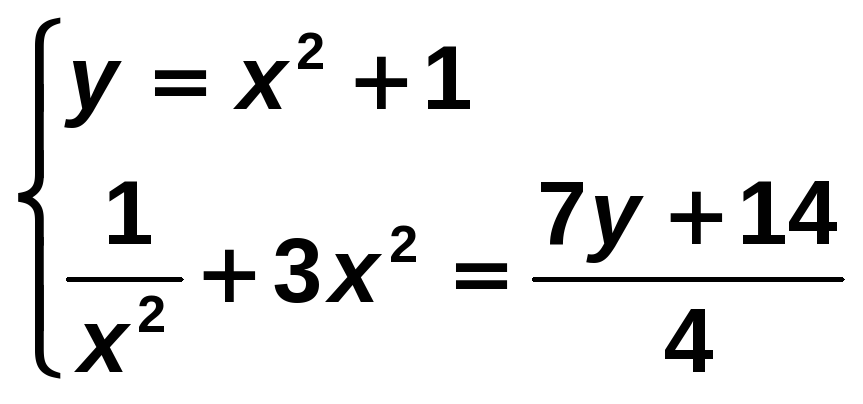 y = x² + 1
1/x² + 3x² = (7y + 14)/4